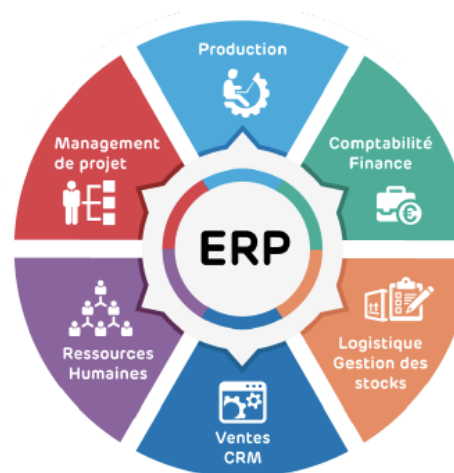 Production
Comptabilité
Finance
Logistique
Gestion des
stocks
Ventes
CRM
Ressources
Humaines
Management
de projet
ERP